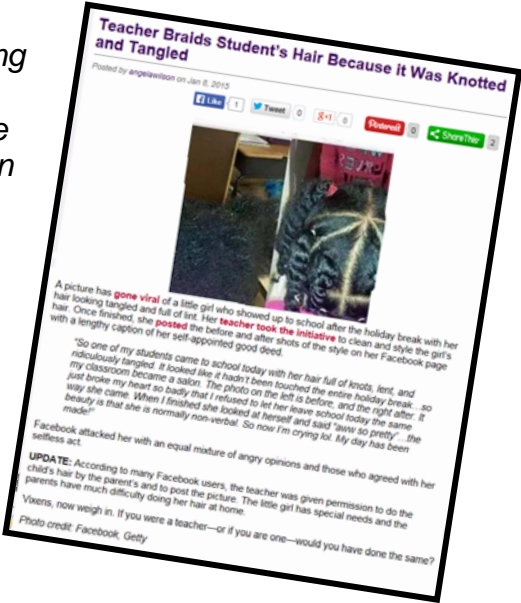 ng
e
n
Teacher Braids Student's Hair Because it Was Knotted
and Tangled
Posted by angelawilson on Jan 8, 2015
Like 1 Tweet 0 g+1 0 Pinterest 0 ShareThis 2
A picture has gone viral of a little girl who showed up to school after the holiday break with her
hair looking tangled and full of lint. Her teacher took the initiative to clean and style the girl's
hair. Once finished, she posted the before and after shots of the style on her Facebook page
with a lengthy caption of her self-appointed good deed.
"So one of my students came to school today with her hair full of knots, lent, and
ridiculously tangled. It looked like it hadn't been touched the entire holiday break...so
my classroom became a salon. The photo on the left is before, and the right after. It
just broke my heart so badly that I refused to let her leave school today the same
way she came. When I finished she looked at herself and said "aww so pretty"...the
beauty is that she is normally non-verbal. So now I'm crying lol. My day has been
made!"
Facebook attacked her with an equal mixture of angry opinions and those who agreed with her
selfless act.
UPDATE: According to many Facebook users, the teacher was given permission to do the
child's hair by the parent's and to post the picture. The little girl has special needs and the
parents have much difficulty doing her hair at home.
Vixens, now weigh in. If you were a teacher—or if you are one—would you have done the same?
Photo credit: Facebook, Getty